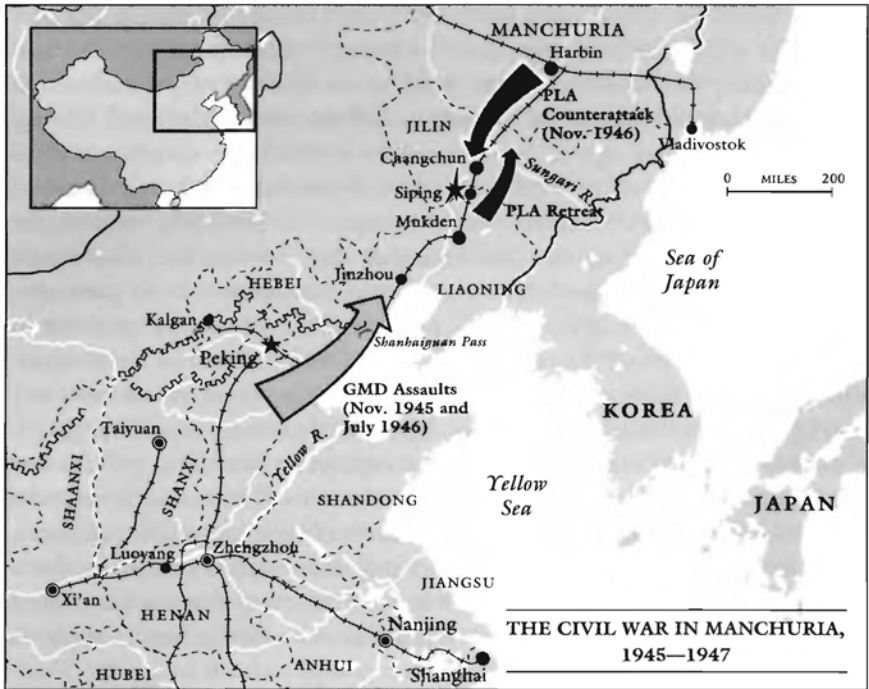 MANCHURIA
Harbin
PLA
Counterattack
(Nov. 1946)
JILIN
Vladivostok
Changchun
Sungari R.
Siping
0 MILES 200
PLA Retreat
Mukden
Sea of
Japan
Jinzhou
HEBEI
LIAONING
Kalgan
Shanhaiguan Pass
Peking
GMD Assaults
(Nov. 1945 and
July 1946)
KOREA
Taiyuan
Yellow R.
SHAANXI
SHANXI
SHANDONG
Yellow
Sea
JAPAN
Luoyang
Zhengzhou
JIANGSU
Xi'an
HENAN
Nanjing
THE CIVIL WAR IN MANCHURIA,
1945—1947
HUBEI
ANHUI
Shanghai